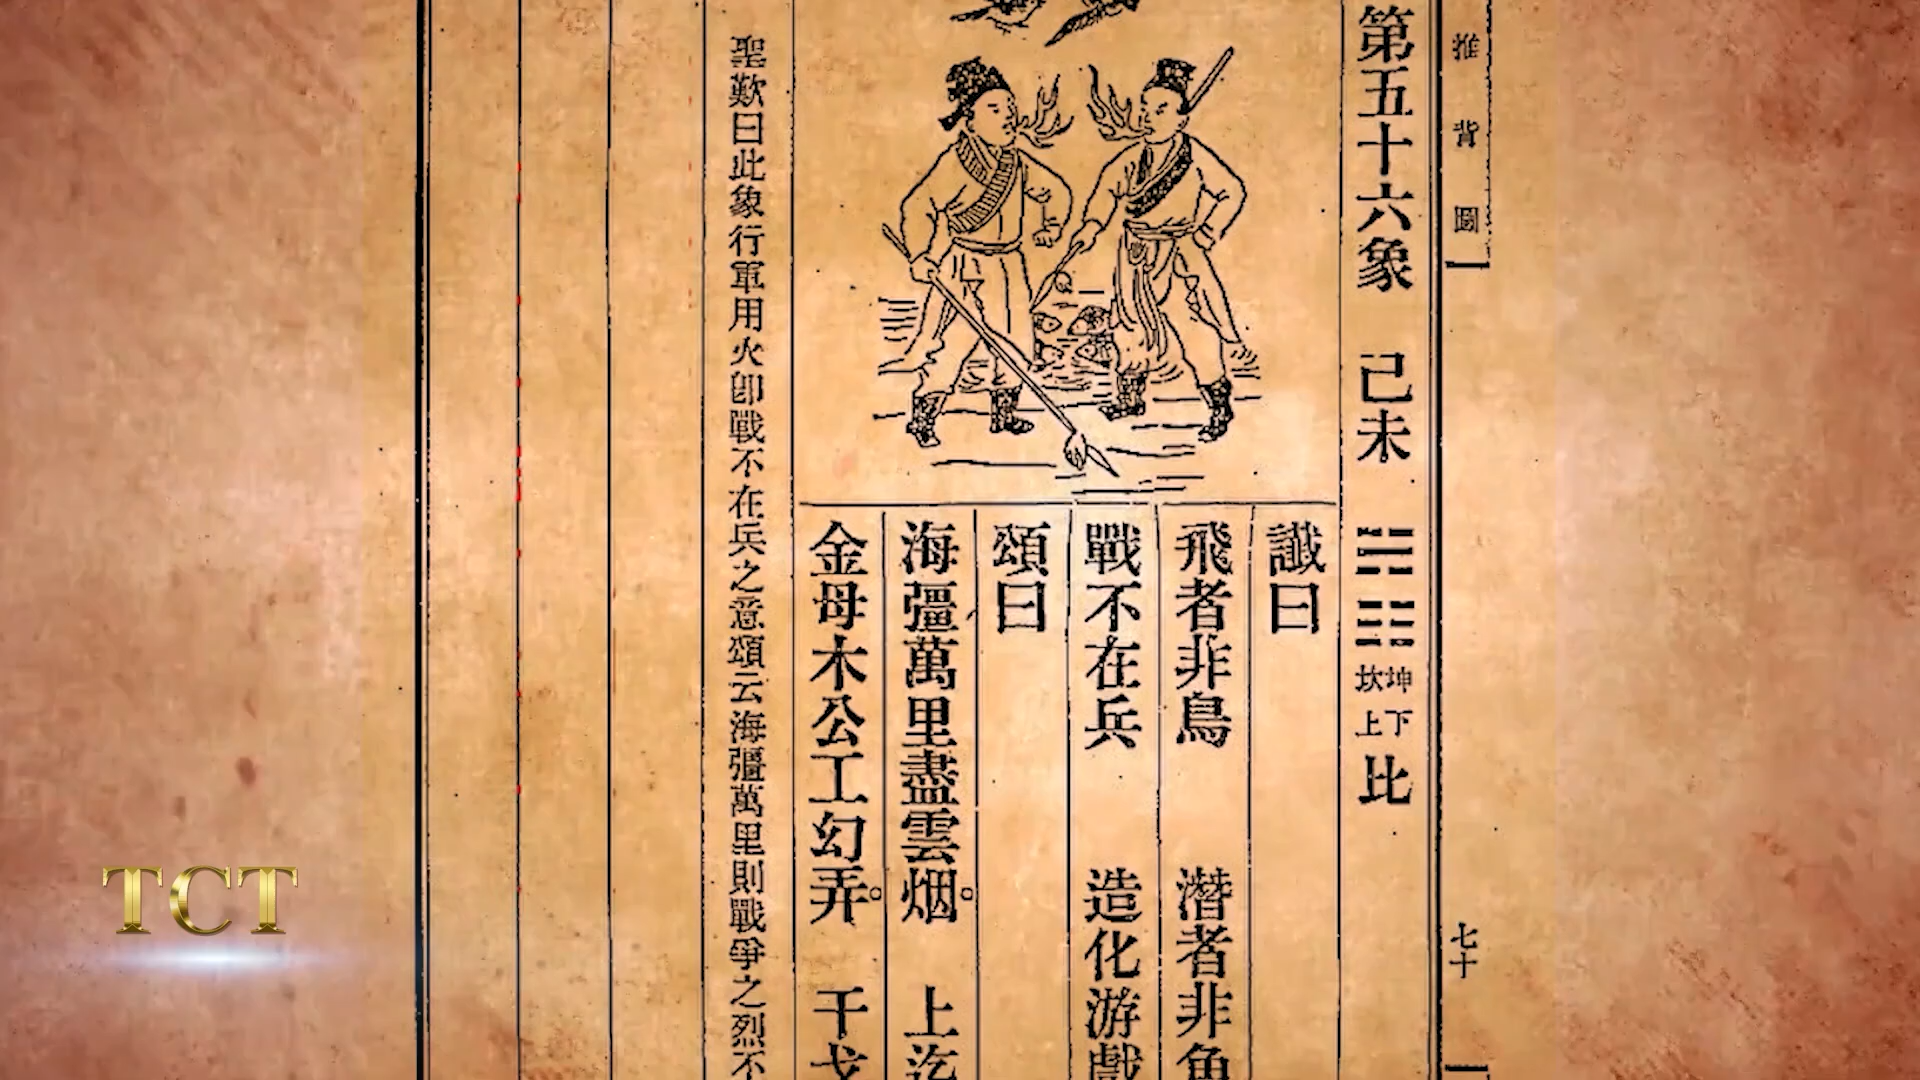 推背圖
七十
第五十六象 己未 坤下坎上 比
讖曰
飛者非鳥 潛者非魚
戰不在兵 造化游戲
頌曰
海彊萬里盡雲烟。 上迄
金母木公工幻弄。 干戈
聖歎曰此象行軍用火即戰不在兵之意頌云海彊萬里則戰爭之烈不
TCT